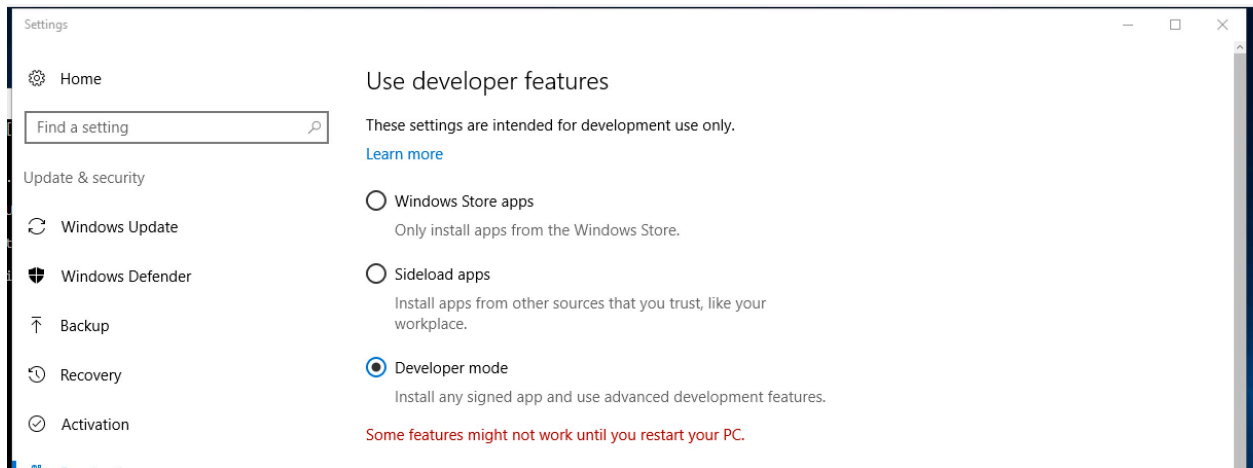 Settings
Home
Find a setting
Update & security
Windows Update
Windows Defender
Backup
Recovery
Activation
Use developer features
These settings are intended for development use only.
Learn more
Windows Store apps
Only install apps from the Windows Store.
Sideload apps
Install apps from other sources that you trust, like your
workplace.
Developer mode
Install any signed app and use advanced development features.
Some features might not work until you restart your PC.